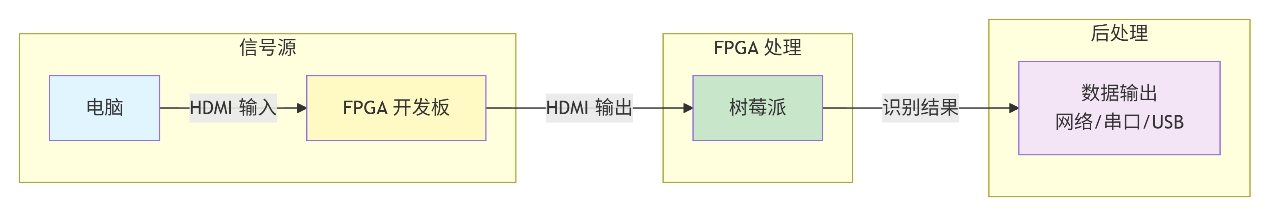 信号源
电脑
HDMI 输入
FPGA 开发板
HDMI 输出
FPGA 处理
树莓派
识别结果
后处理
数据输出
网络/串口/USB